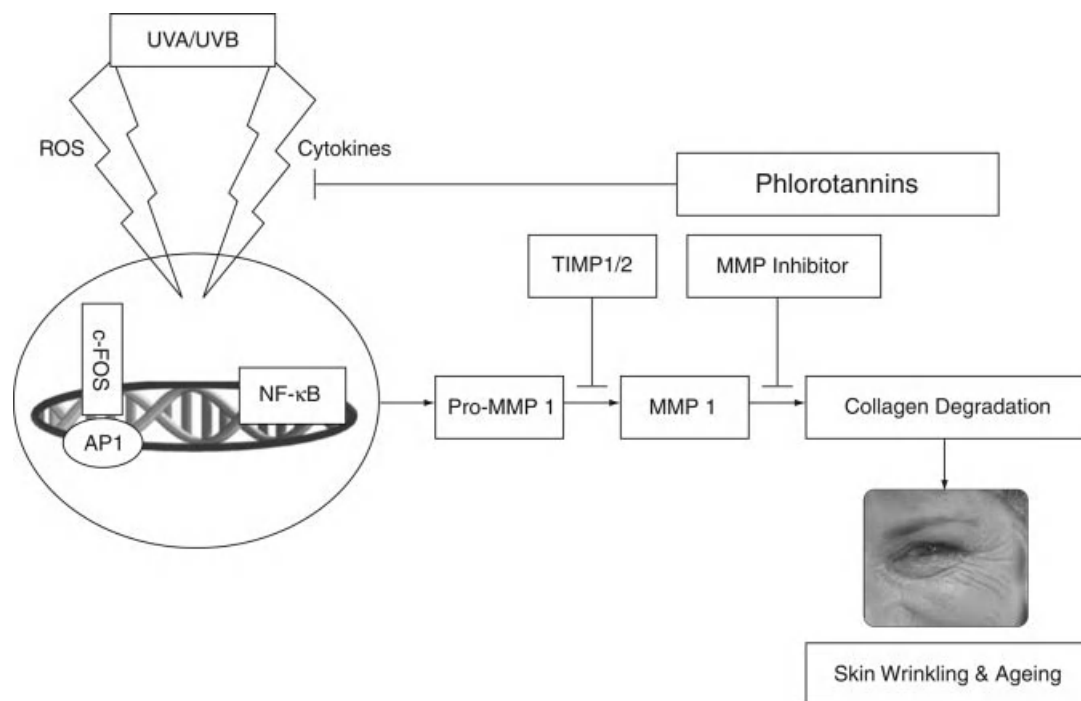 UVA/UVB
ROS
Cytokines
Phlorotannins
TIMP1/2
MMP Inhibitor
c-FOS
NF-κB
AP1
Pro-MMP 1
MMP 1
Collagen Degradation
Skin Wrinkling & Ageing